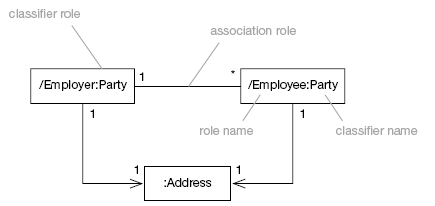 classifier role
association role
/Employer:Party
1
*
/Employee:Party
1
1
role name
classifier name
1
1
:Address